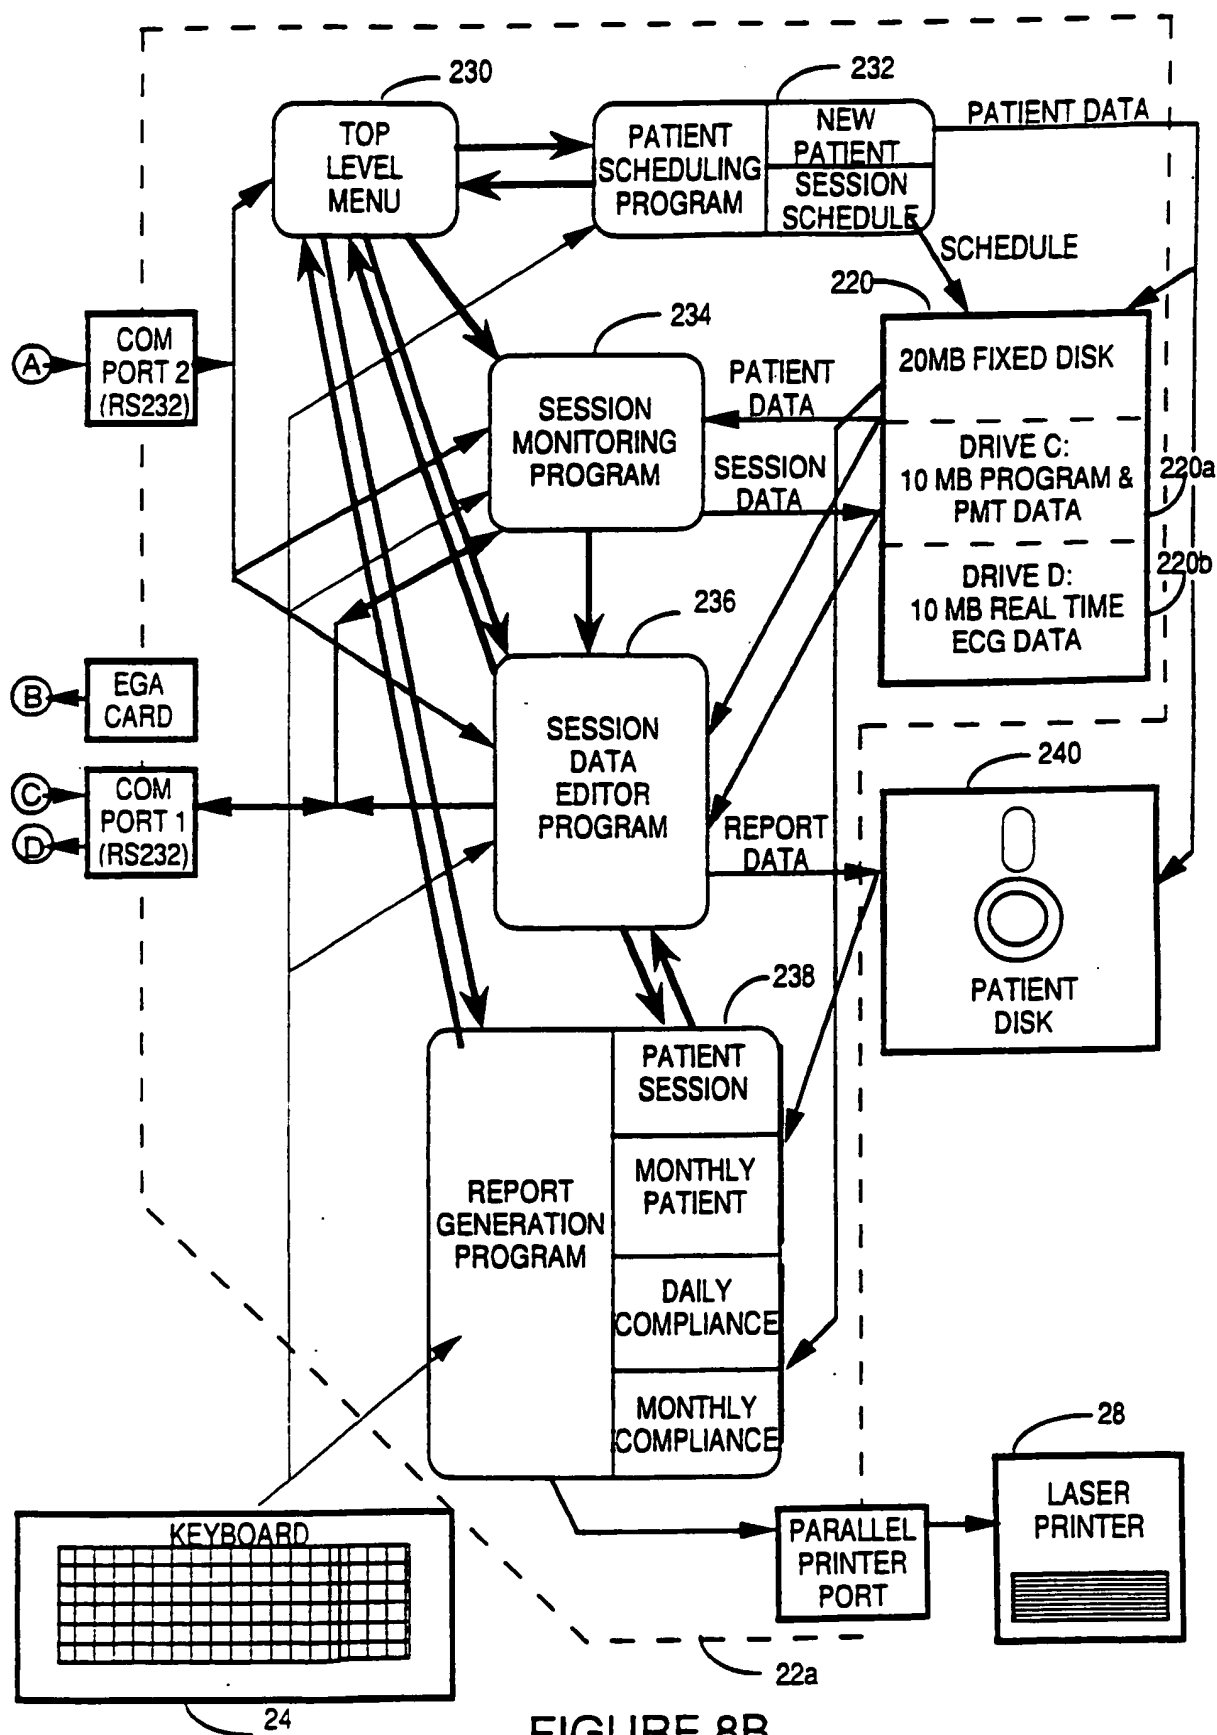 230
232
TOP
LEVEL
MENU
PATIENT
SCHEDULING
PROGRAM
NEW
PATIENT
SESSION
SCHEDULE
PATIENT DATA
SCHEDULE
220
A
COM
PORT 2
(RS232)
234
SESSION
MONITORING
PROGRAM
PATIENT
DATA
SESSION
DATA
20MB FIXED DISK
DRIVE C:
10 MB PROGRAM &
PMT DATA
220a
DRIVE D:
10 MB REAL TIME
ECG DATA
220b
236
B
EGA
CARD
SESSION
DATA
EDITOR
PROGRAM
C
D
COM
PORT 1
(RS232)
REPORT
DATA
240
PATIENT
DISK
238
REPORT
GENERATION
PROGRAM
PATIENT
SESSION
MONTHLY
PATIENT
DAILY
COMPLIANCE
MONTHLY
COMPLIANCE
28
LASER
PRINTER
PARALLEL
PRINTER
PORT
KEYBOARD
22a
24
FIGURE 8B